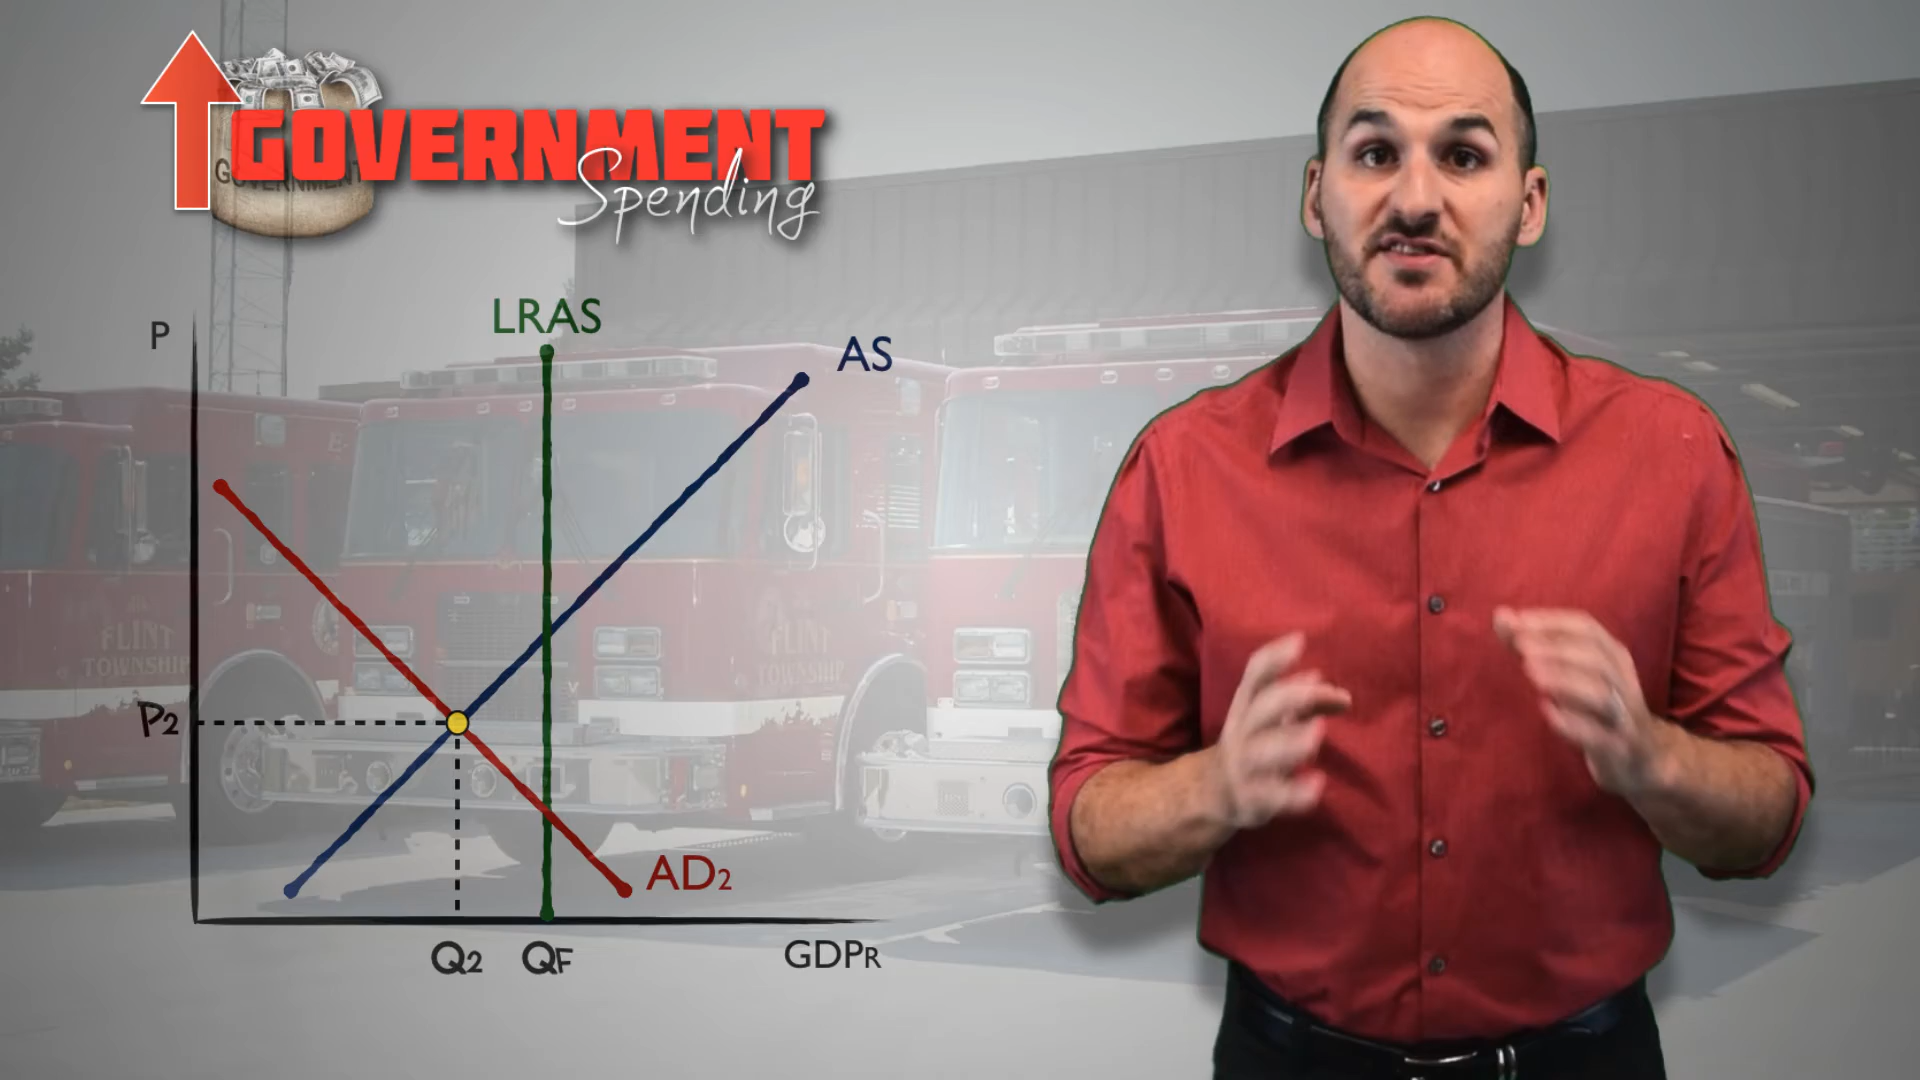 GOVERNMENT
Spending
GOVERNMENT
LRAS
P
AS
P2
AD2
Q2
QF
GDPR
FLINT
TOWNSHIP
FLINT
TOWNSHIP